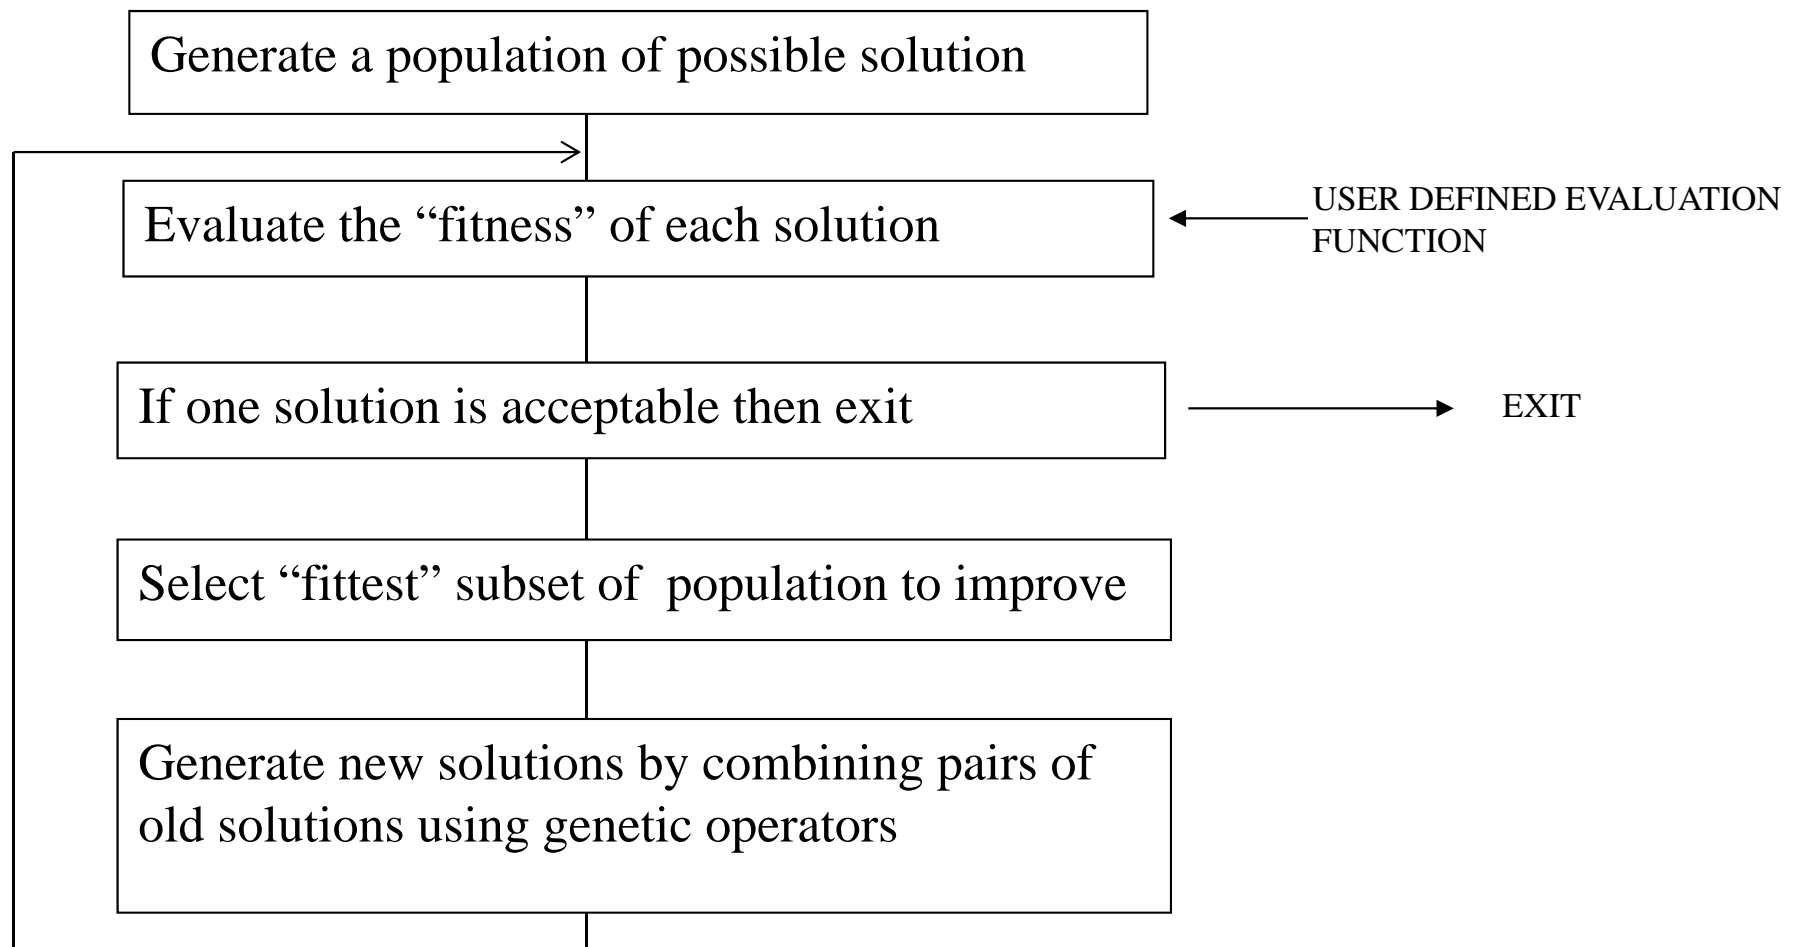 Generate a population of possible solution
Evaluate the “fitness” of each solution
USER DEFINED EVALUATION
FUNCTION
If one solution is acceptable then exit
EXIT
Select “fittest” subset of  population to improve
Generate new solutions by combining pairs of
old solutions using genetic operators